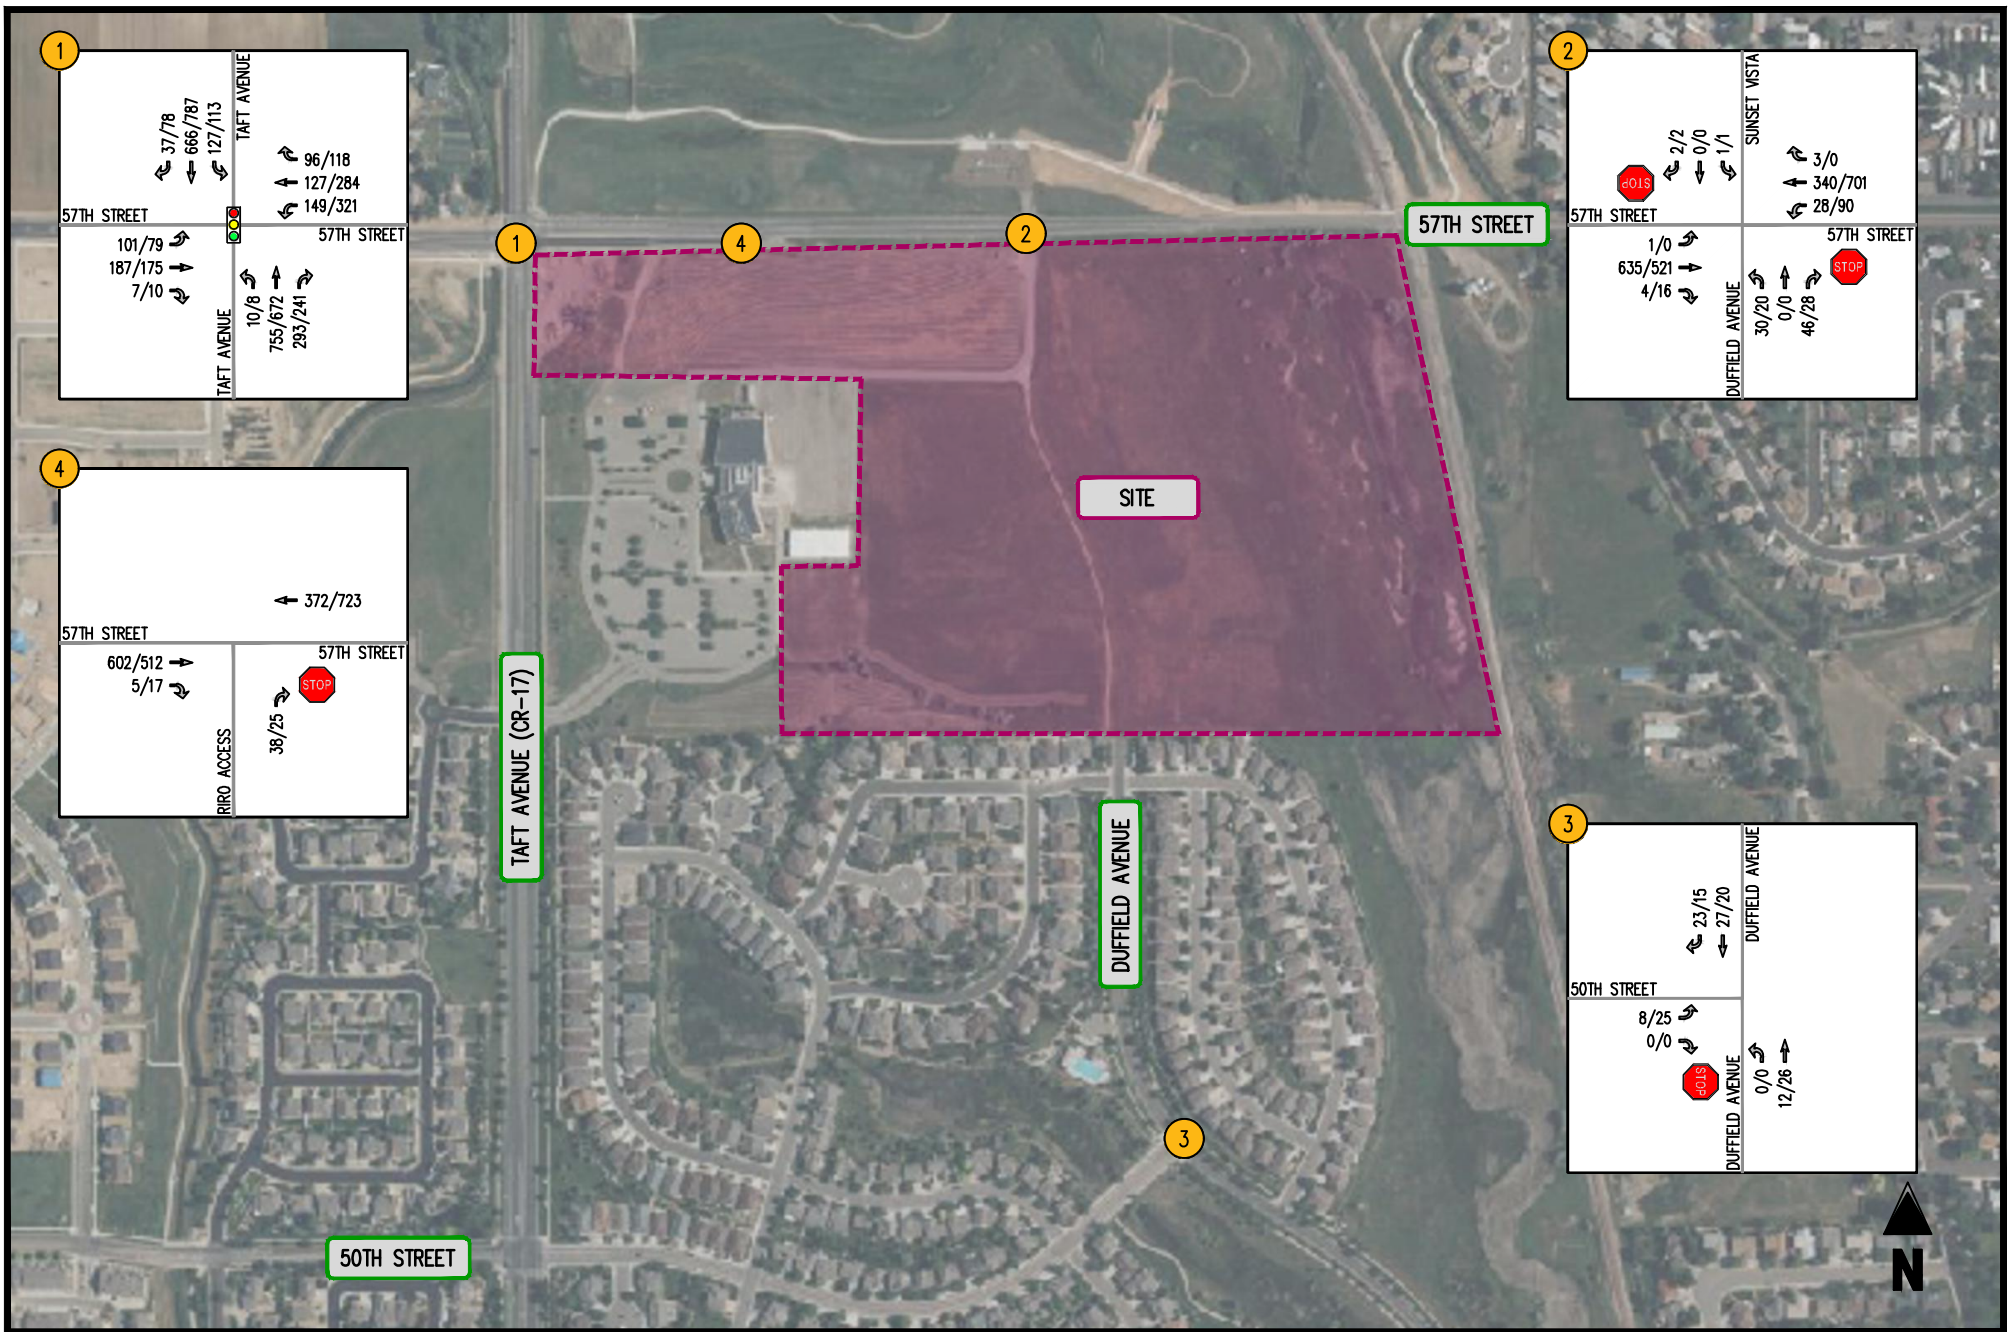 1
TAFT AVENUE
37/78
666/787
127/113
96/118
127/284
149/321
57TH STREET
57TH STREET
101/79
187/175
7/10
10/8
755/672
293/241
TAFT AVENUE
2
SUNSET VISTA
2/2
0/0
1/1
STOP
3/0
340/701
28/90
57TH STREET
57TH STREET
1/0
635/521
4/16
30/20
0/0
46/28
STOP
DUFFIELD AVENUE
1
4
2
57TH STREET
SITE
4
372/723
57TH STREET
57TH STREET
602/512
5/17
38/25
STOP
RIRO ACCESS
TAFT AVENUE (CR-17)
DUFFIELD AVENUE
3
DUFFIELD AVENUE
23/15
27/20
50TH STREET
8/25
0/0
STOP
0/0
12/26
DUFFIELD AVENUE
3
50TH STREET
N